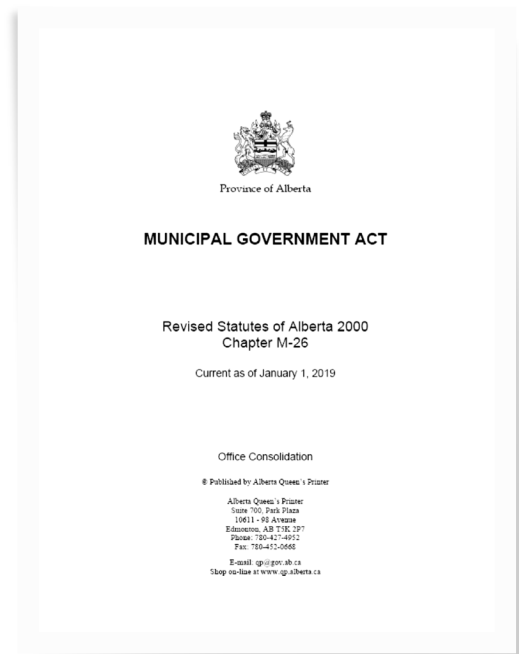 Province of Alberta
MUNICIPAL GOVERNMENT ACT
Revised Statutes of Alberta 2000
Chapter M-26
Current as of January 1, 2019
Office Consolidation
© Published by Alberta Queen's Printer
Alberta Queen's Printer
Suite 700, Park Plaza
10611 - 98 Avenue
Edmonton, AB T5K 2P7
Phone: 780-427-4952
Fax: 780-452-0668
E-mail: qp@gov.ab.ca
Shop on-line at www.qp.alberta.ca